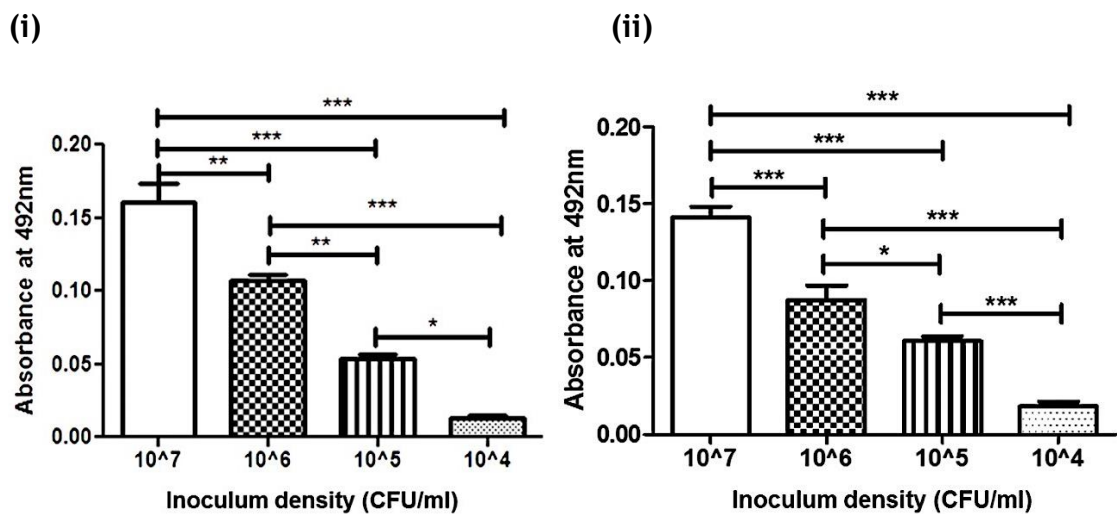 (i)
***
***
**
***
**
*
Absorbance at 492nm
0.20
0.15
0.10
0.05
0.00
10^7 10^6 10^5 10^4
Inoculum density (CFU/ml)
(ii)
***
***
***
***
*
***
Absorbance at 492nm
0.20
0.15
0.10
0.05
0.00
10^7 10^6 10^5 10^4
Inoculum density (CFU/ml)